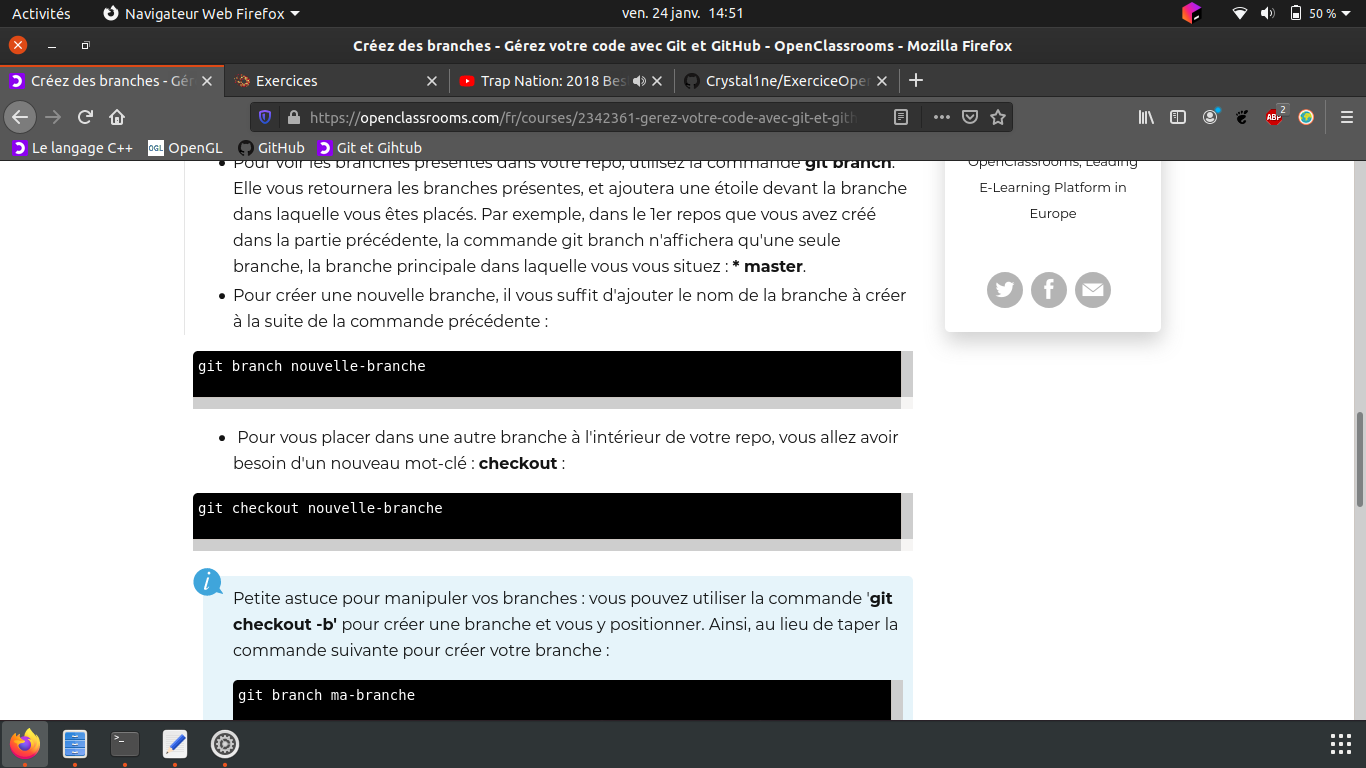 Activités
Navigateur Web Firefox
ven. 24 janv. 14:51
50 %
Créez des branches - Gérez votre code avec Git et GitHub - OpenClassrooms - Mozilla Firefox
Créez des branches - Gér
Exercices
Trap Nation: 2018 Bes
Crystal1ne/ExerciceOpe
https://openclassrooms.com/fr/courses/2342361-gerez-votre-code-avec-git-et-gith
ABP
2
Le langage C++
OGL
OpenGL
GitHub
Git et Gihtub
Pour voir les branches présentes dans votre repo, utilisez la commande git branch.
Elle vous retournera les branches présentes, et ajoutera une étoile devant la branche
dans laquelle vous êtes placés. Par exemple, dans le 1er repos que vous avez créé
dans la partie précédente, la commande git branch n'affichera qu'une seule
branche, la branche principale dans laquelle vous vous situez : * master.
Pour créer une nouvelle branche, il vous suffit d'ajouter le nom de la branche à créer
à la suite de la commande précédente :
git branch nouvelle-branche
Pour vous placer dans une autre branche à l'intérieur de votre repo, vous allez avoir
besoin d'un nouveau mot-clé : checkout :
git checkout nouvelle-branche
Petite astuce pour manipuler vos branches : vous pouvez utiliser la commande 'git
checkout -b' pour créer une branche et vous y positionner. Ainsi, au lieu de taper la
commande suivante pour créer votre branche :
git branch ma-branche
OpenClassrooms, Leading
E-Learning Platform in
Europe